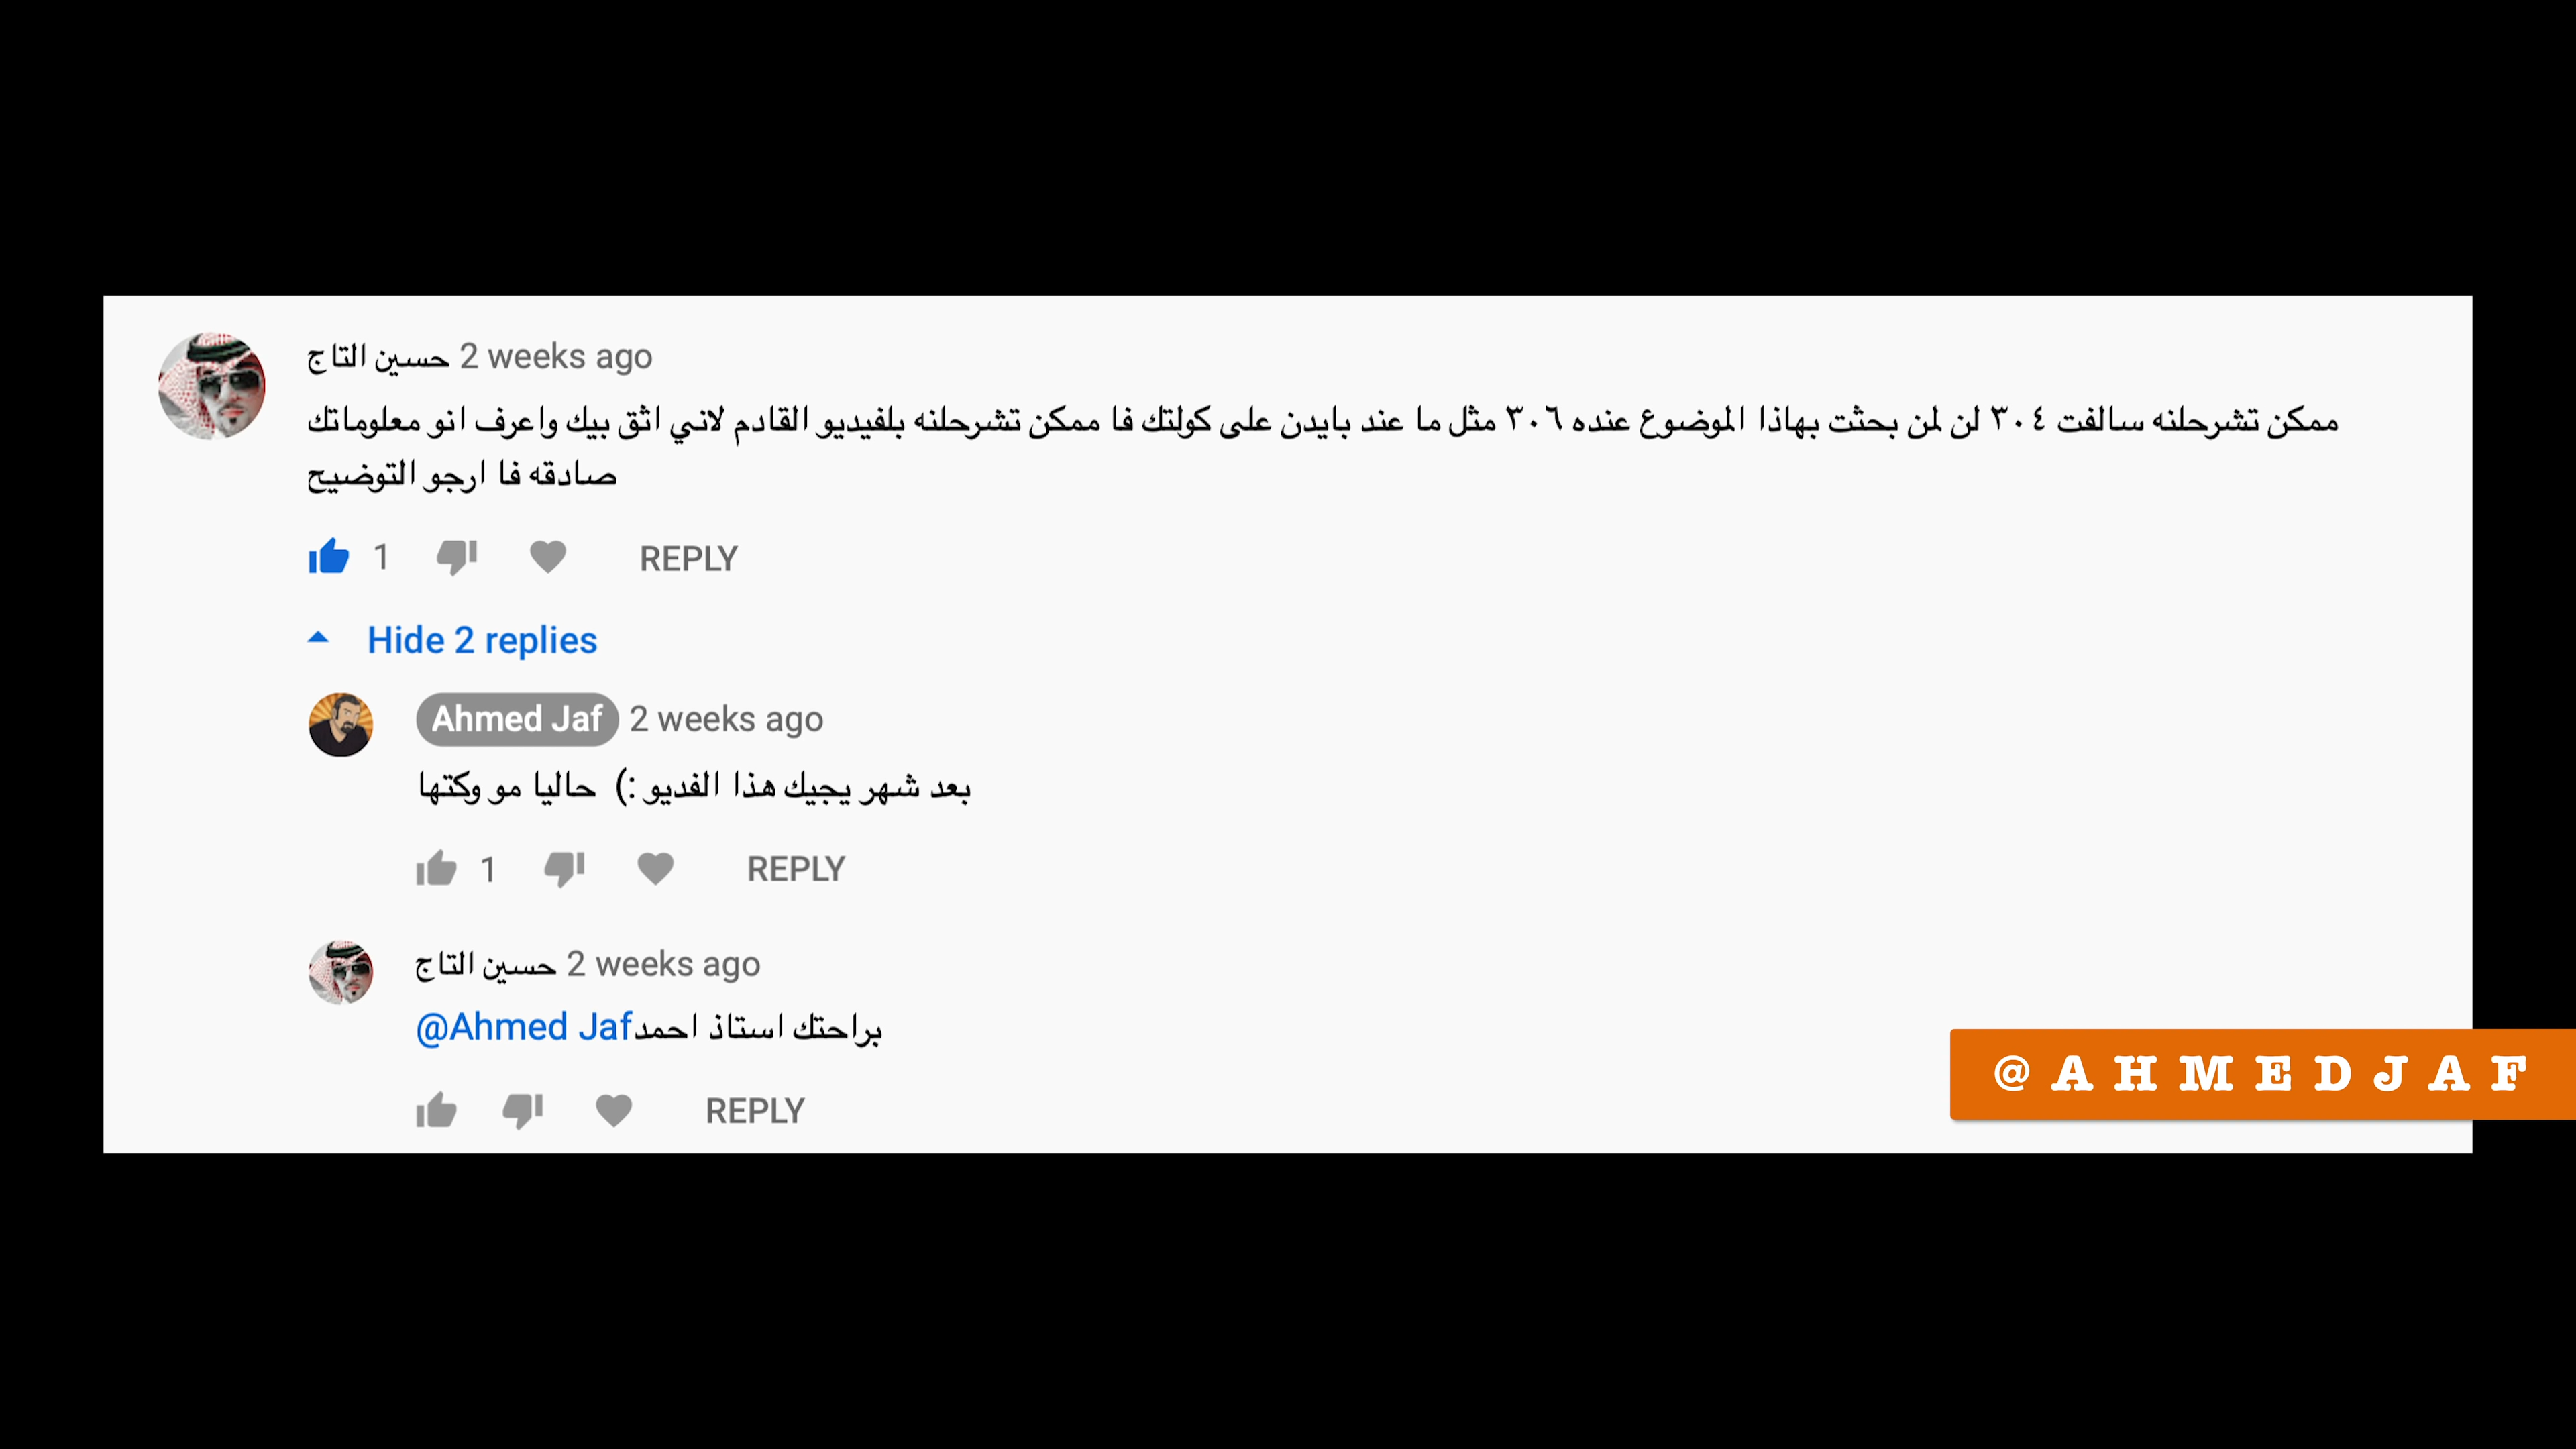 حسين التاج 2 weeks ago
ممكن تشرحلنه سالفت ٣٠٤ لن لمن بحثت بهاذا الموضوع عنده ٣٠٦ مثل ما عند بايدن على كولتك فا ممكن تشرحلنه بلفيديو القادم لاني اثق بيك واعرف انو معلوماتك
صادقه فا ارجو التوضيح
1 REPLY
Hide 2 replies
Ahmed Jaf 2 weeks ago
بعد شهر يجيك هذا الفديو :) حاليا مو وكتها
1 REPLY
حسين التاج 2 weeks ago
@Ahmed Jaf براحتك استاذ احمد
REPLY
@AHMEDJAF